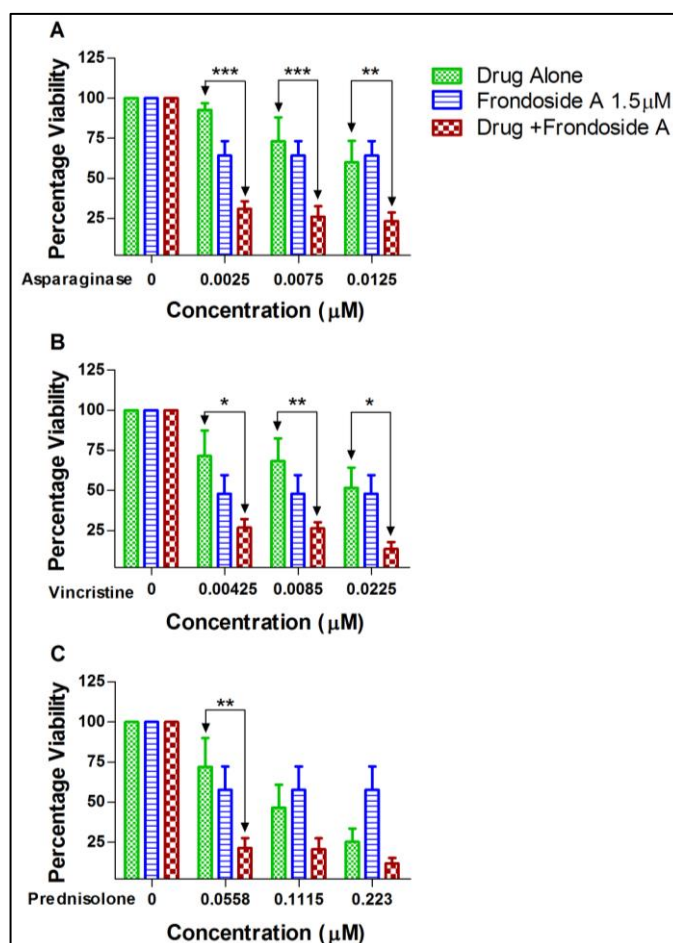 A
Percentage Viability
125
100
75
50
25
***
***
**
Drug Alone
Frondoside A 1.5μM
Drug +Frondoside A
Asparaginase 0 0.0025 0.0075 0.0125
Concentration (μM)
B
Percentage Viability
125
100
75
50
25
*
**
*
Vincristine 0 0.00425 0.0085 0.0225
Concentration (μM)
C
Percentage Viability
125
100
75
50
25
**
Prednisolone 0 0.0558 0.1115 0.223
Concentration (μM)